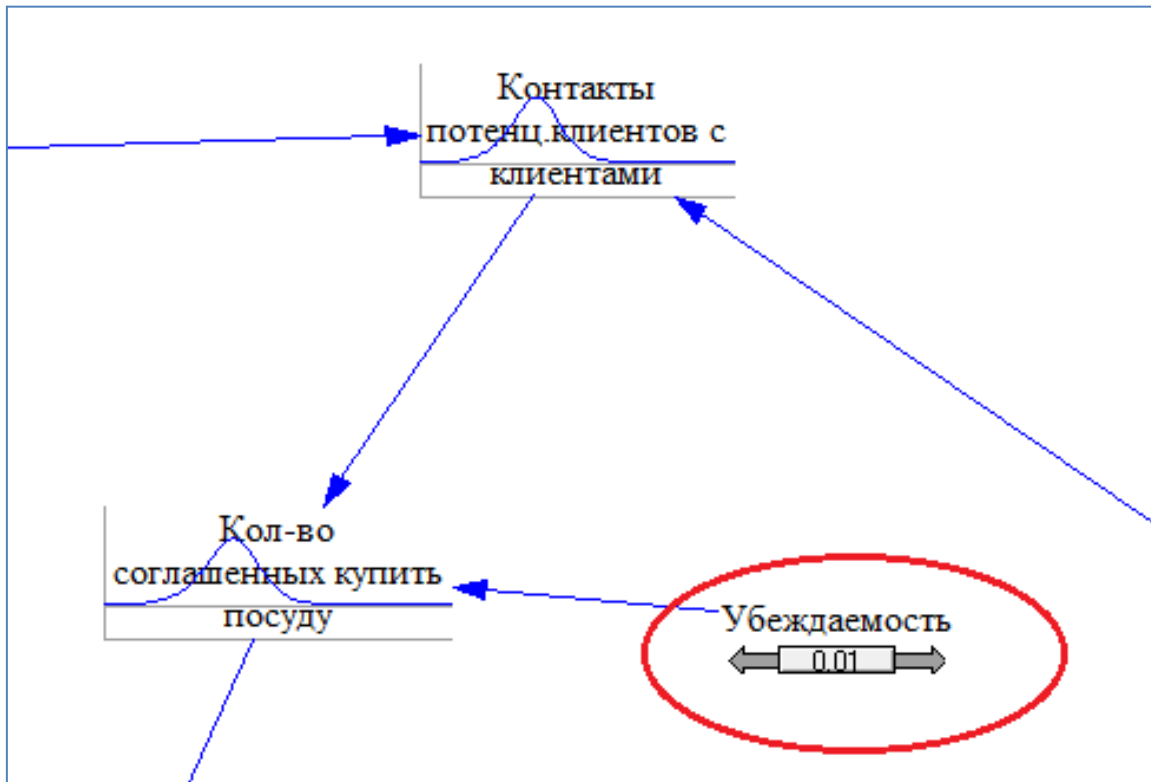 Контакты
потенц.клиентов с
клиентами
Кол-во
соглашенных купить
посуду
Убеждаемость
0.01